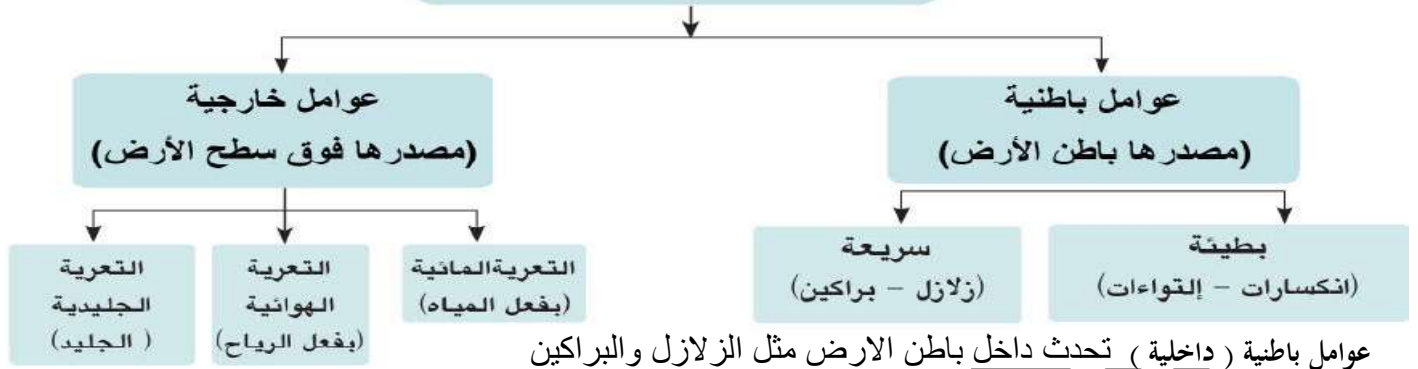 عوامل باطنية
(مصدرها باطن الأرض)
عوامل خارجية
(مصدرها فوق سطح الأرض)
بطيئة
(انكسارات – إلتواءات)
سريعة
(زلازل – براكين)
التعريةالمائية
(بفعل المياه)
التعرية
الهوائية
(بفعل الرياح)
التعرية
الجليدية
( الجليد)
عوامل باطنية ( داخلية ) تحدث داخل باطن الارض مثل الزلازل والبراكين